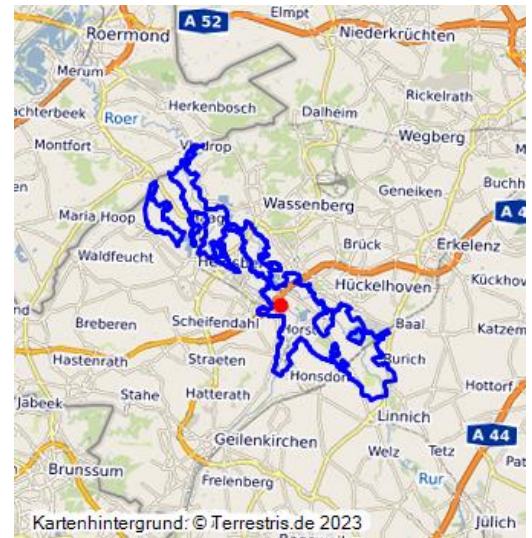 A 52
Elmpt
Roermond
Niederkrüchten
Merum
Rickelrath
Herkenbosch
Dalheim
Roer
Wegberg
Montfort
Geneiken
Buchh
Wassenberg
Maria Hoop
A 4
Waldfeucht
Brück
Erkelenz
Hückelhoven
Kückhov
Breberen
Scheifendahl
Baal
Katzem
Hastenrath
Straeten
Honsdor
Hottorf
Jabeek
Stahe
Hatterath
Linnich
A 44
Geilenkirchen
Welz
Tetz
Brunssum
Frelenberg
Rur
Kartenhintergrund: © Terrestris.de 2023
Jülich